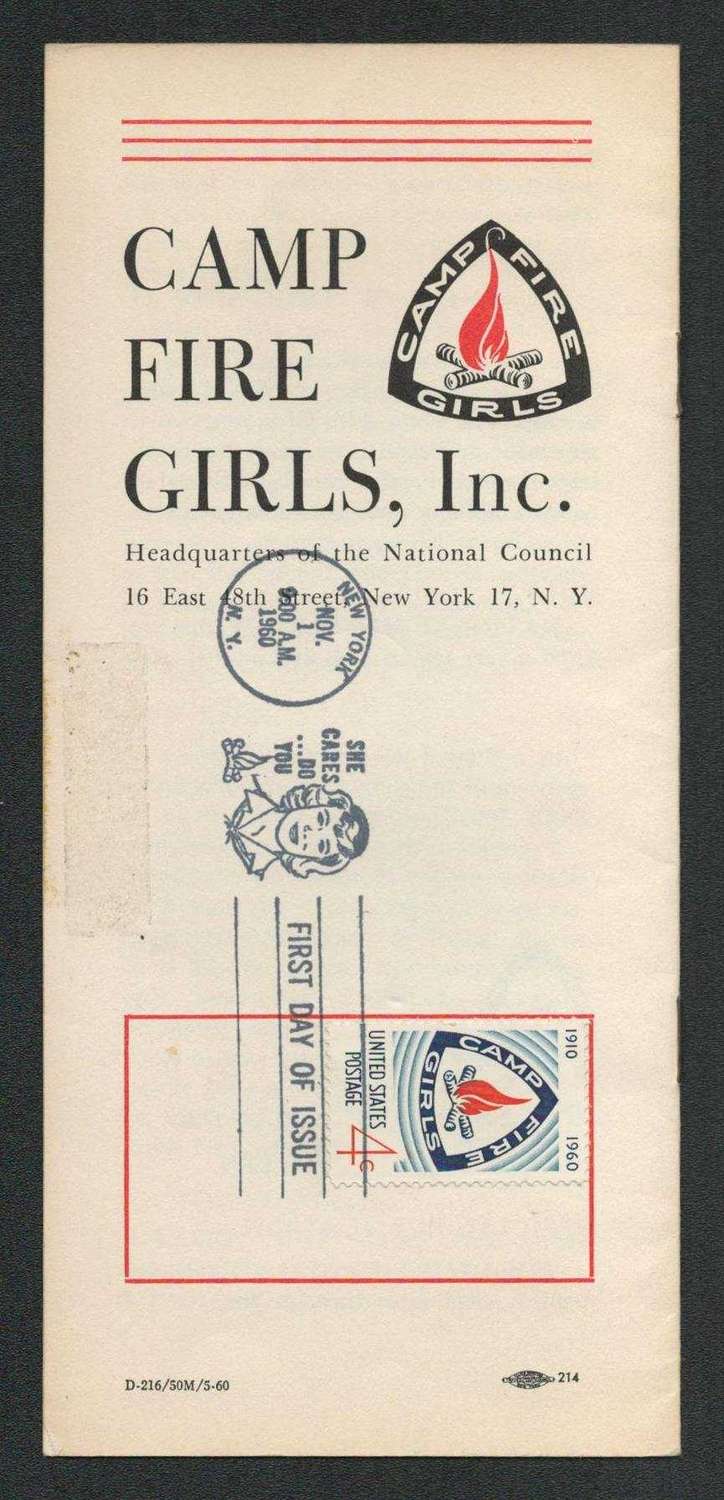 CAMP
FIRE
GIRLS, Inc.
CAMP FIRE GIRLS
Headquarters of the National Council
16 East 48th Street, New York 17, N. Y.
NEW YORK
NOV.
1
9:00 A.M.
1960
N. Y.
SHE
CARES
...DO
YOU
FIRST DAY OF ISSUE
1910 1960
CAMP FIRE GIRLS
UNITED STATES
POSTAGE
4c
D-216/50M/5-60
214